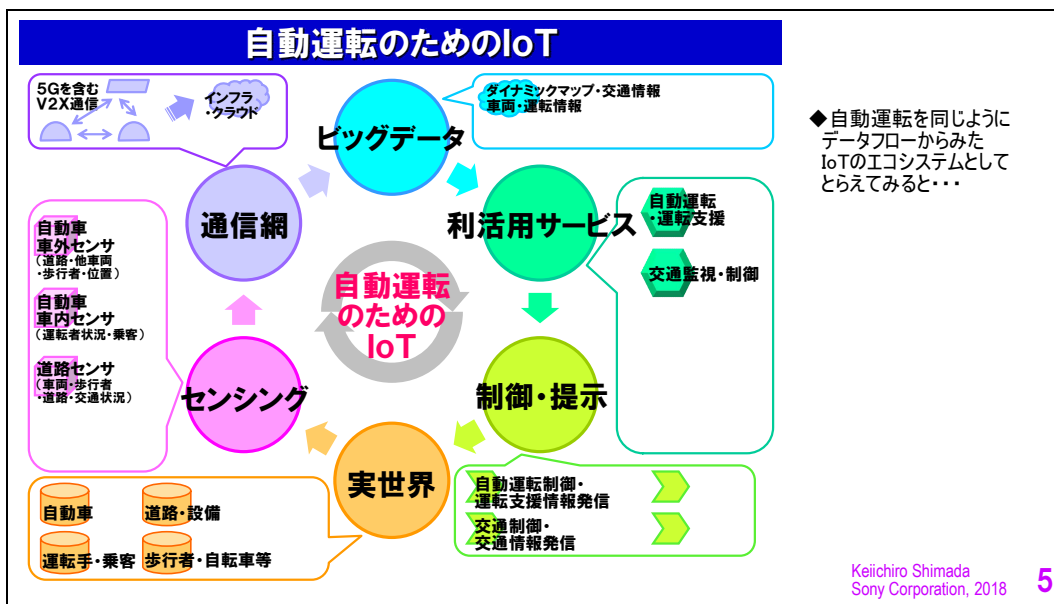 自動運転のためのIoT
5Gを含む
V2X通信
インフラ
・クラウド
ビッグデータ
ダイナミックマップ・交通情報
車両・運転情報
◆自動運転を同じように
データフローからみた
IoTのエコシステムとして
とらえてみると・・・
通信網
利活用サービス
自動運転
・運転支援
交通監視・制御
自動車
車外センサ
(道路・他車両
・歩行者・位置)
自動車
車内センサ
(運転者状況・乗客)
道路センサ
(車両・歩行者
・道路・交通状況)
自動運転
のための
IoT
センシング
制御・提示
実世界
自動運転制御・
運転支援情報発信
交通制御・
交通情報発信
自動車
道路・設備
運転手・乗客
歩行者・自転車等
Keiichiro Shimada
Sony Corporation, 2018
5